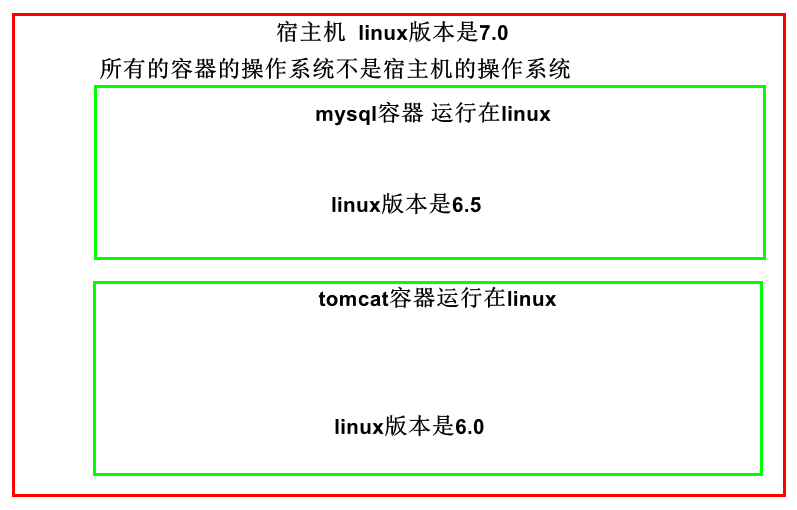 宿主机 linux版本是7.0
所有的容器的操作系统不是宿主机的操作系统
mysql容器 运行在linux
linux版本是6.5
tomcat容器运行在linux
linux版本是6.0